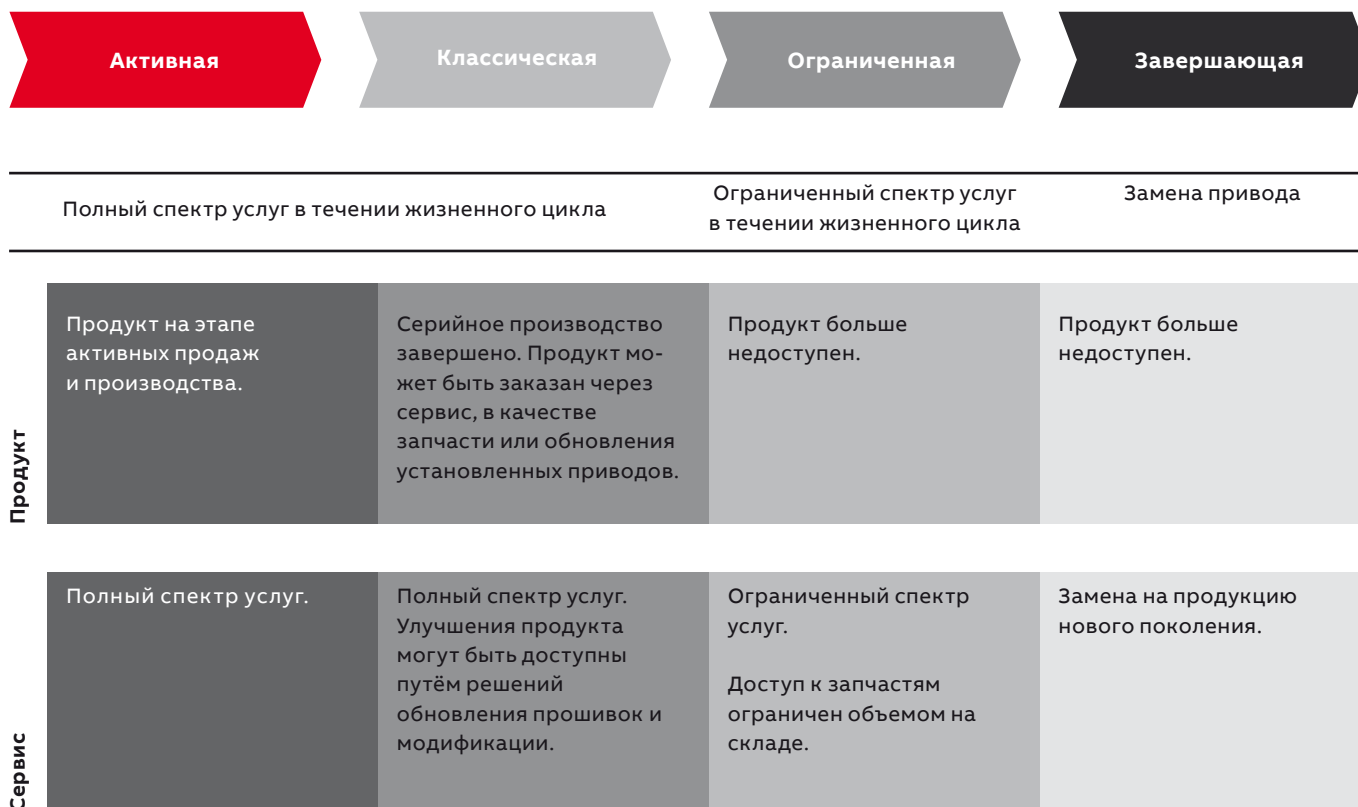 Активная
Классическая
Ограниченная
Завершающая
Полный спектр услуг в течении жизненного цикла
Ограниченный спектр услуг
в течении жизненного цикла
Замена привода
Продукт
Продукт на этапе
активных продаж
и производства.
Серийное производство
завершено. Продукт мо-
жет быть заказан через
сервис, в качестве
запчасти или обновления
установленных приводов.
Продукт больше
недоступен.
Продукт больше
недоступен.
Сервис
Полный спектр услуг.
Полный спектр услуг.
Улучшения продукта
могут быть доступны
путём решений
обновления прошивок и
модификации.
Ограниченный спектр
услуг.
Доступ к запчастям
ограничен объемом на
складе.
Замена на продукцию
нового поколения.